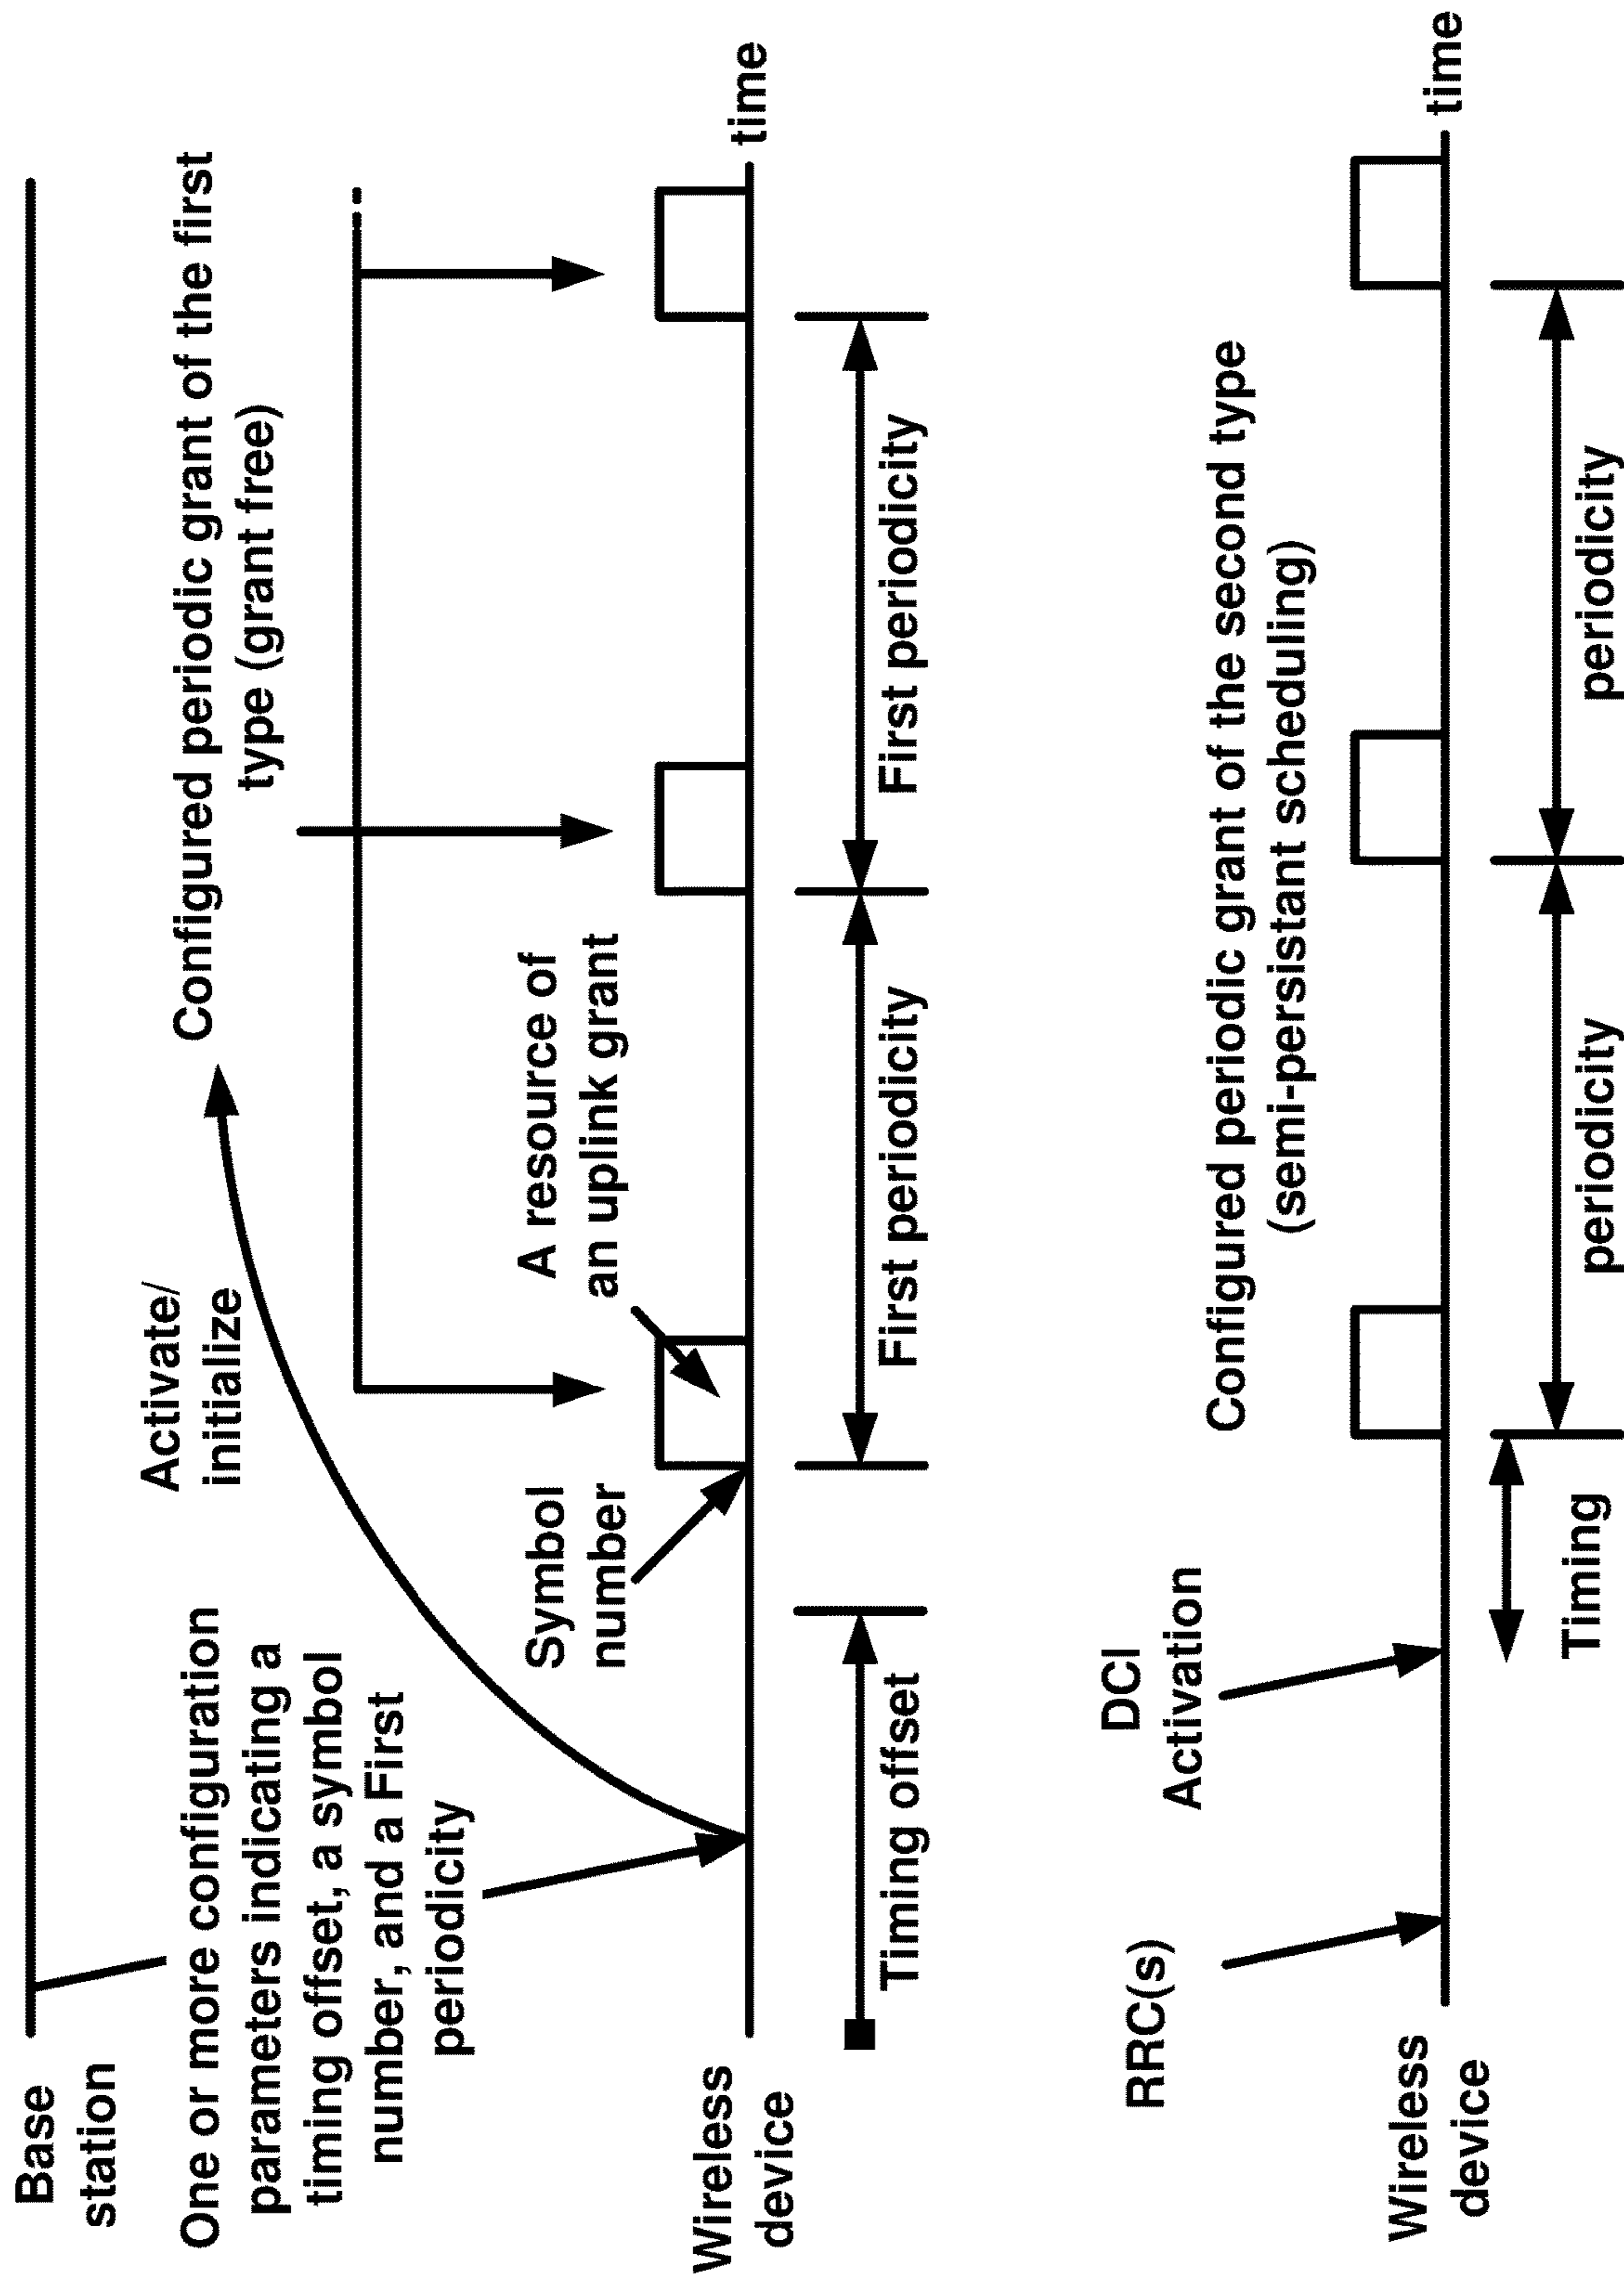 Base
station
One or more configuration
parameters indicating a
timing offset, a symbol
number, and a First
periodicity
Activate/
initialize
Configured periodic grant of the first
type (grant free)
Symbol
number
A resource of
an uplink grant
Wireless
device
time
Timing offset
First periodicity
First periodicity
RRC(s)
DCI
Activation
Configured periodic grant of the second type
(semi-persistant scheduling)
Wireless
device
time
Timing
periodicity
periodicity